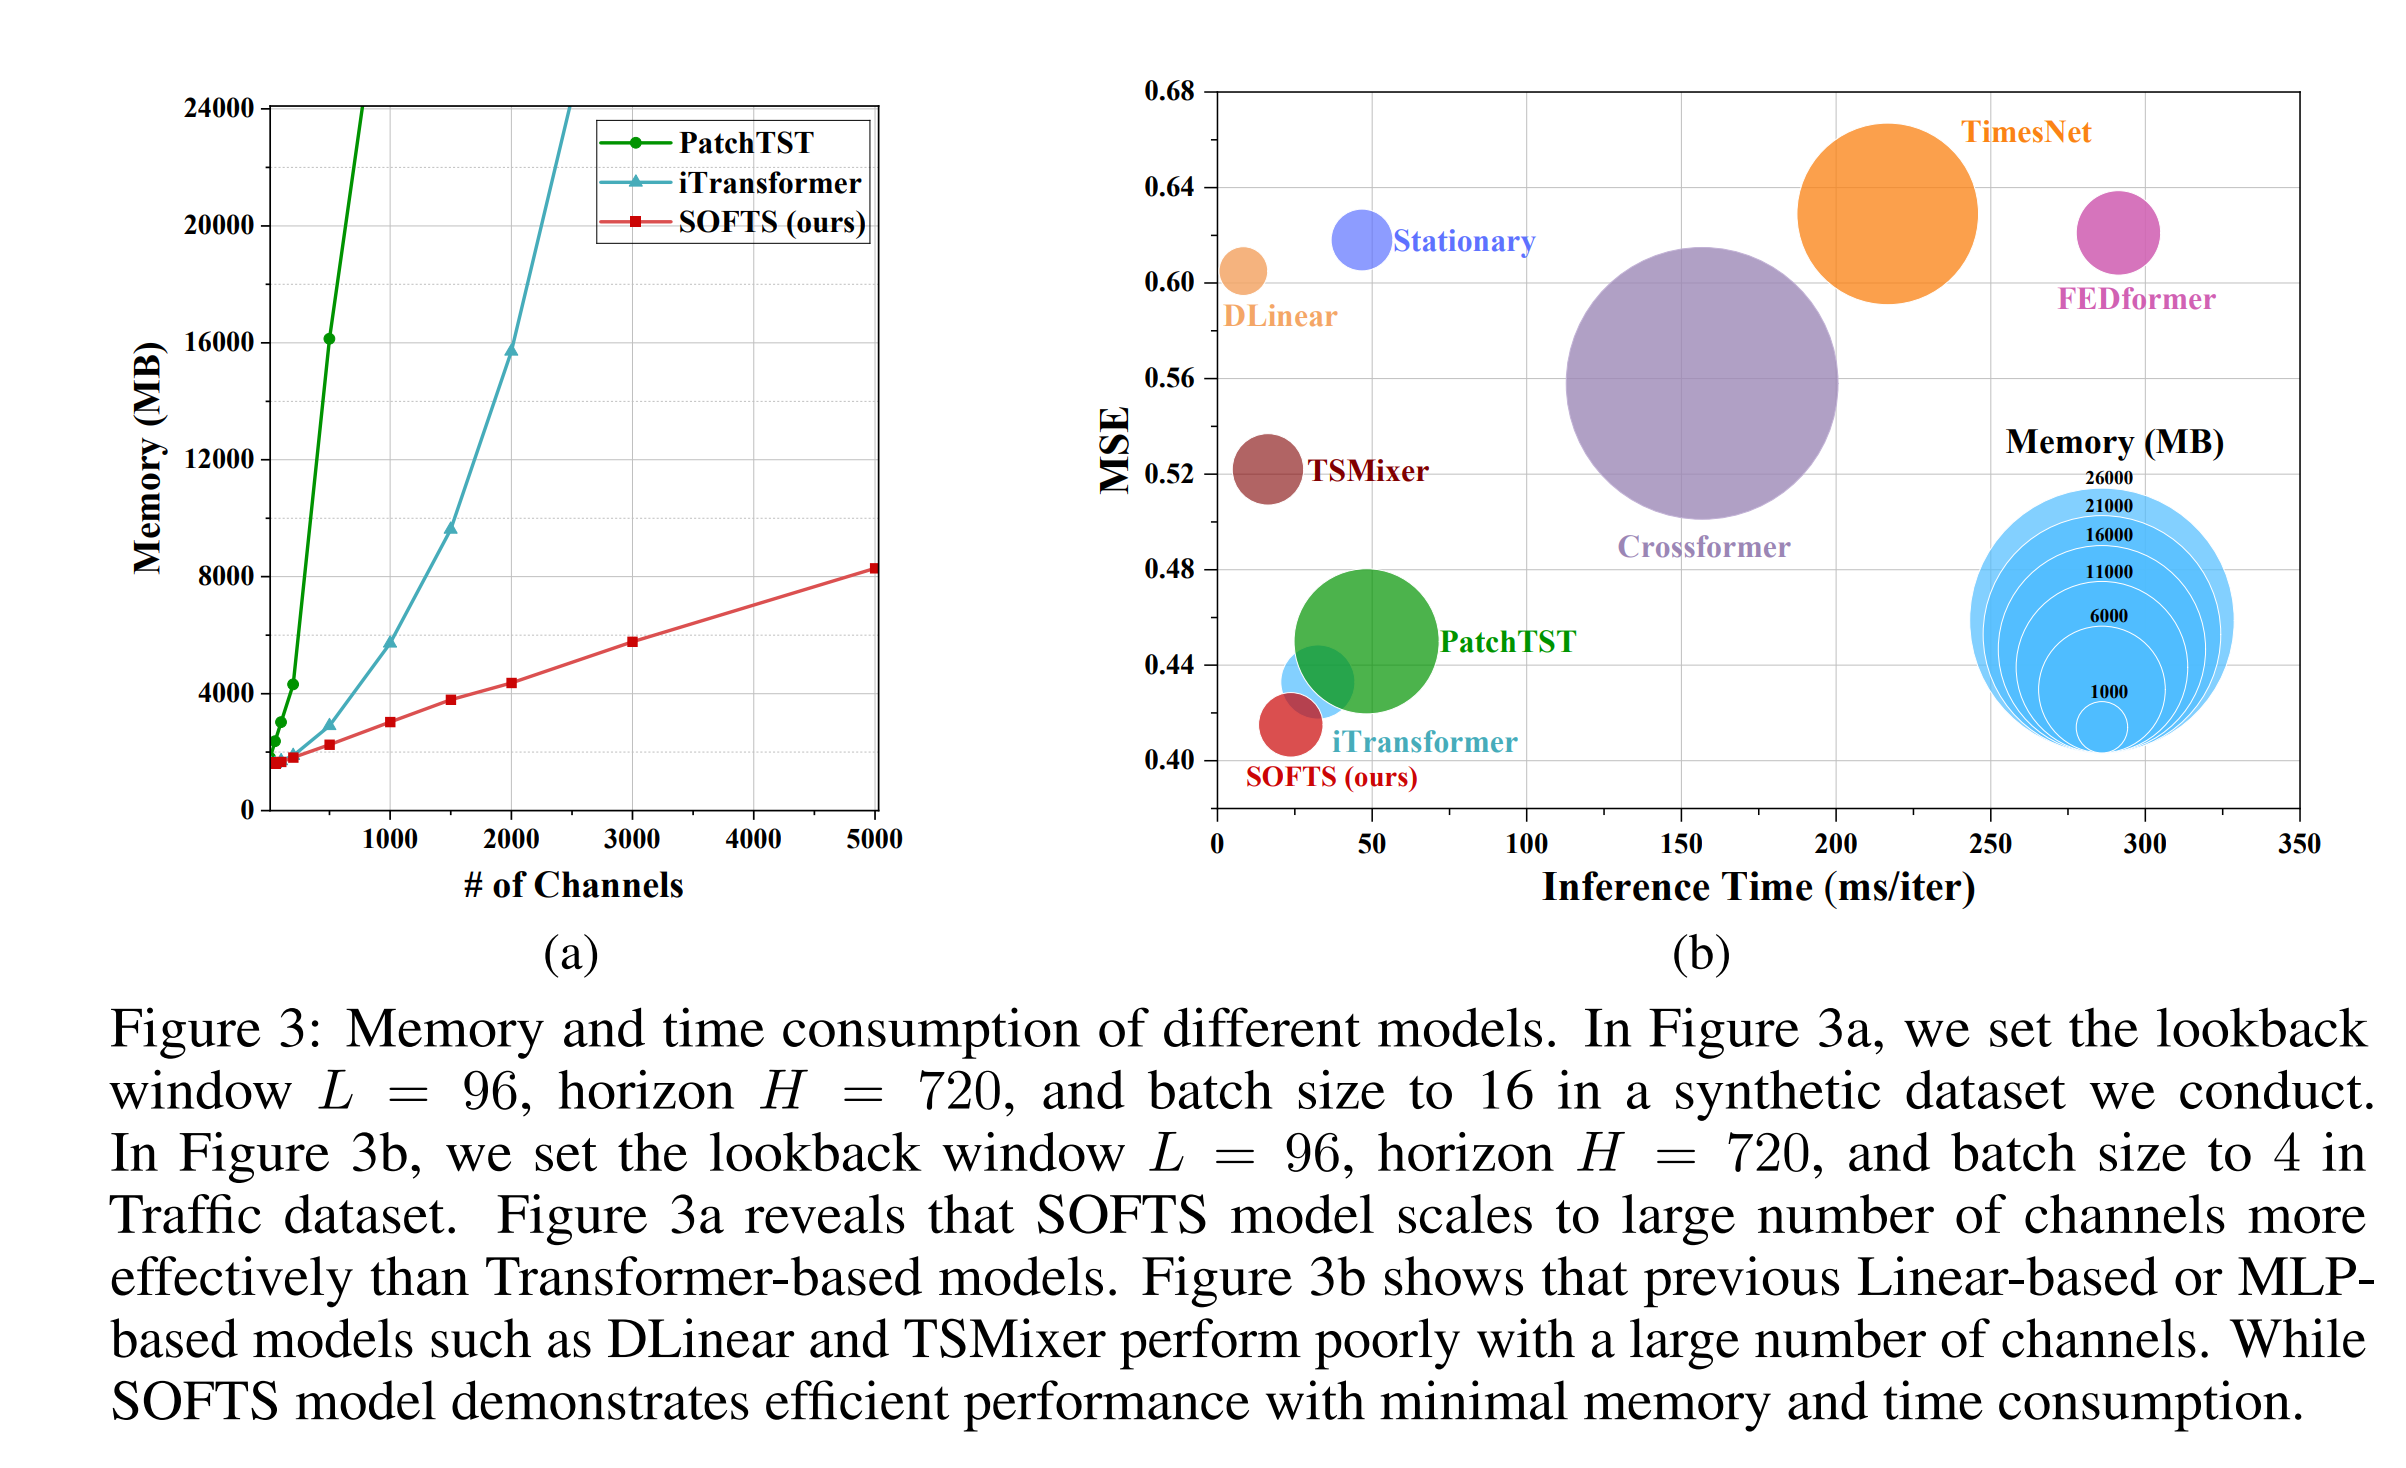 24000
20000
16000
12000
8000
4000
0
Memory (MB)
PatchTST
iTransformer
SOFTS (ours)
1000 2000 3000 4000 5000
# of Channels
(a)
0.68
0.64
0.60
0.56
0.52
0.48
0.44
0.40
MSE
TimesNet
Stationary
DLinear
FEDformer
TSMixer
Crossformer
PatchTST
iTransformer
SOFTS (ours)
Memory (MB)
26000
21000
16000
11000
6000
1000
0 50 100 150 200 250 300 350
Inference Time (ms/iter)
(b)
Figure 3: Memory and time consumption of different models. In Figure 3a, we set the lookback
window L = 96, horizon H = 720, and batch size to 16 in a synthetic dataset we conduct.
In Figure 3b, we set the lookback window L = 96, horizon H = 720, and batch size to 4 in
Traffic dataset. Figure 3a reveals that SOFTS model scales to large number of channels more
effectively than Transformer-based models. Figure 3b shows that previous Linear-based or MLP-
based models such as DLinear and TSMixer perform poorly with a large number of channels. While
SOFTS model demonstrates efficient performance with minimal memory and time consumption.